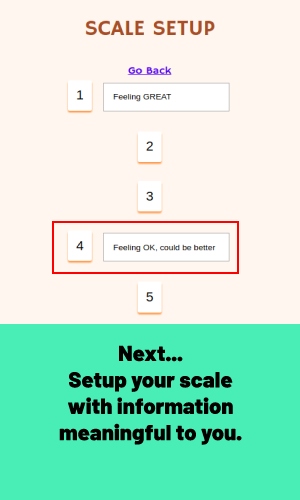 SCALE SETUP
Go Back
1 Feeling GREAT
2
3
4 Feeling OK, could be better
5
Next...
Setup your scale
with information
meaningful to you.